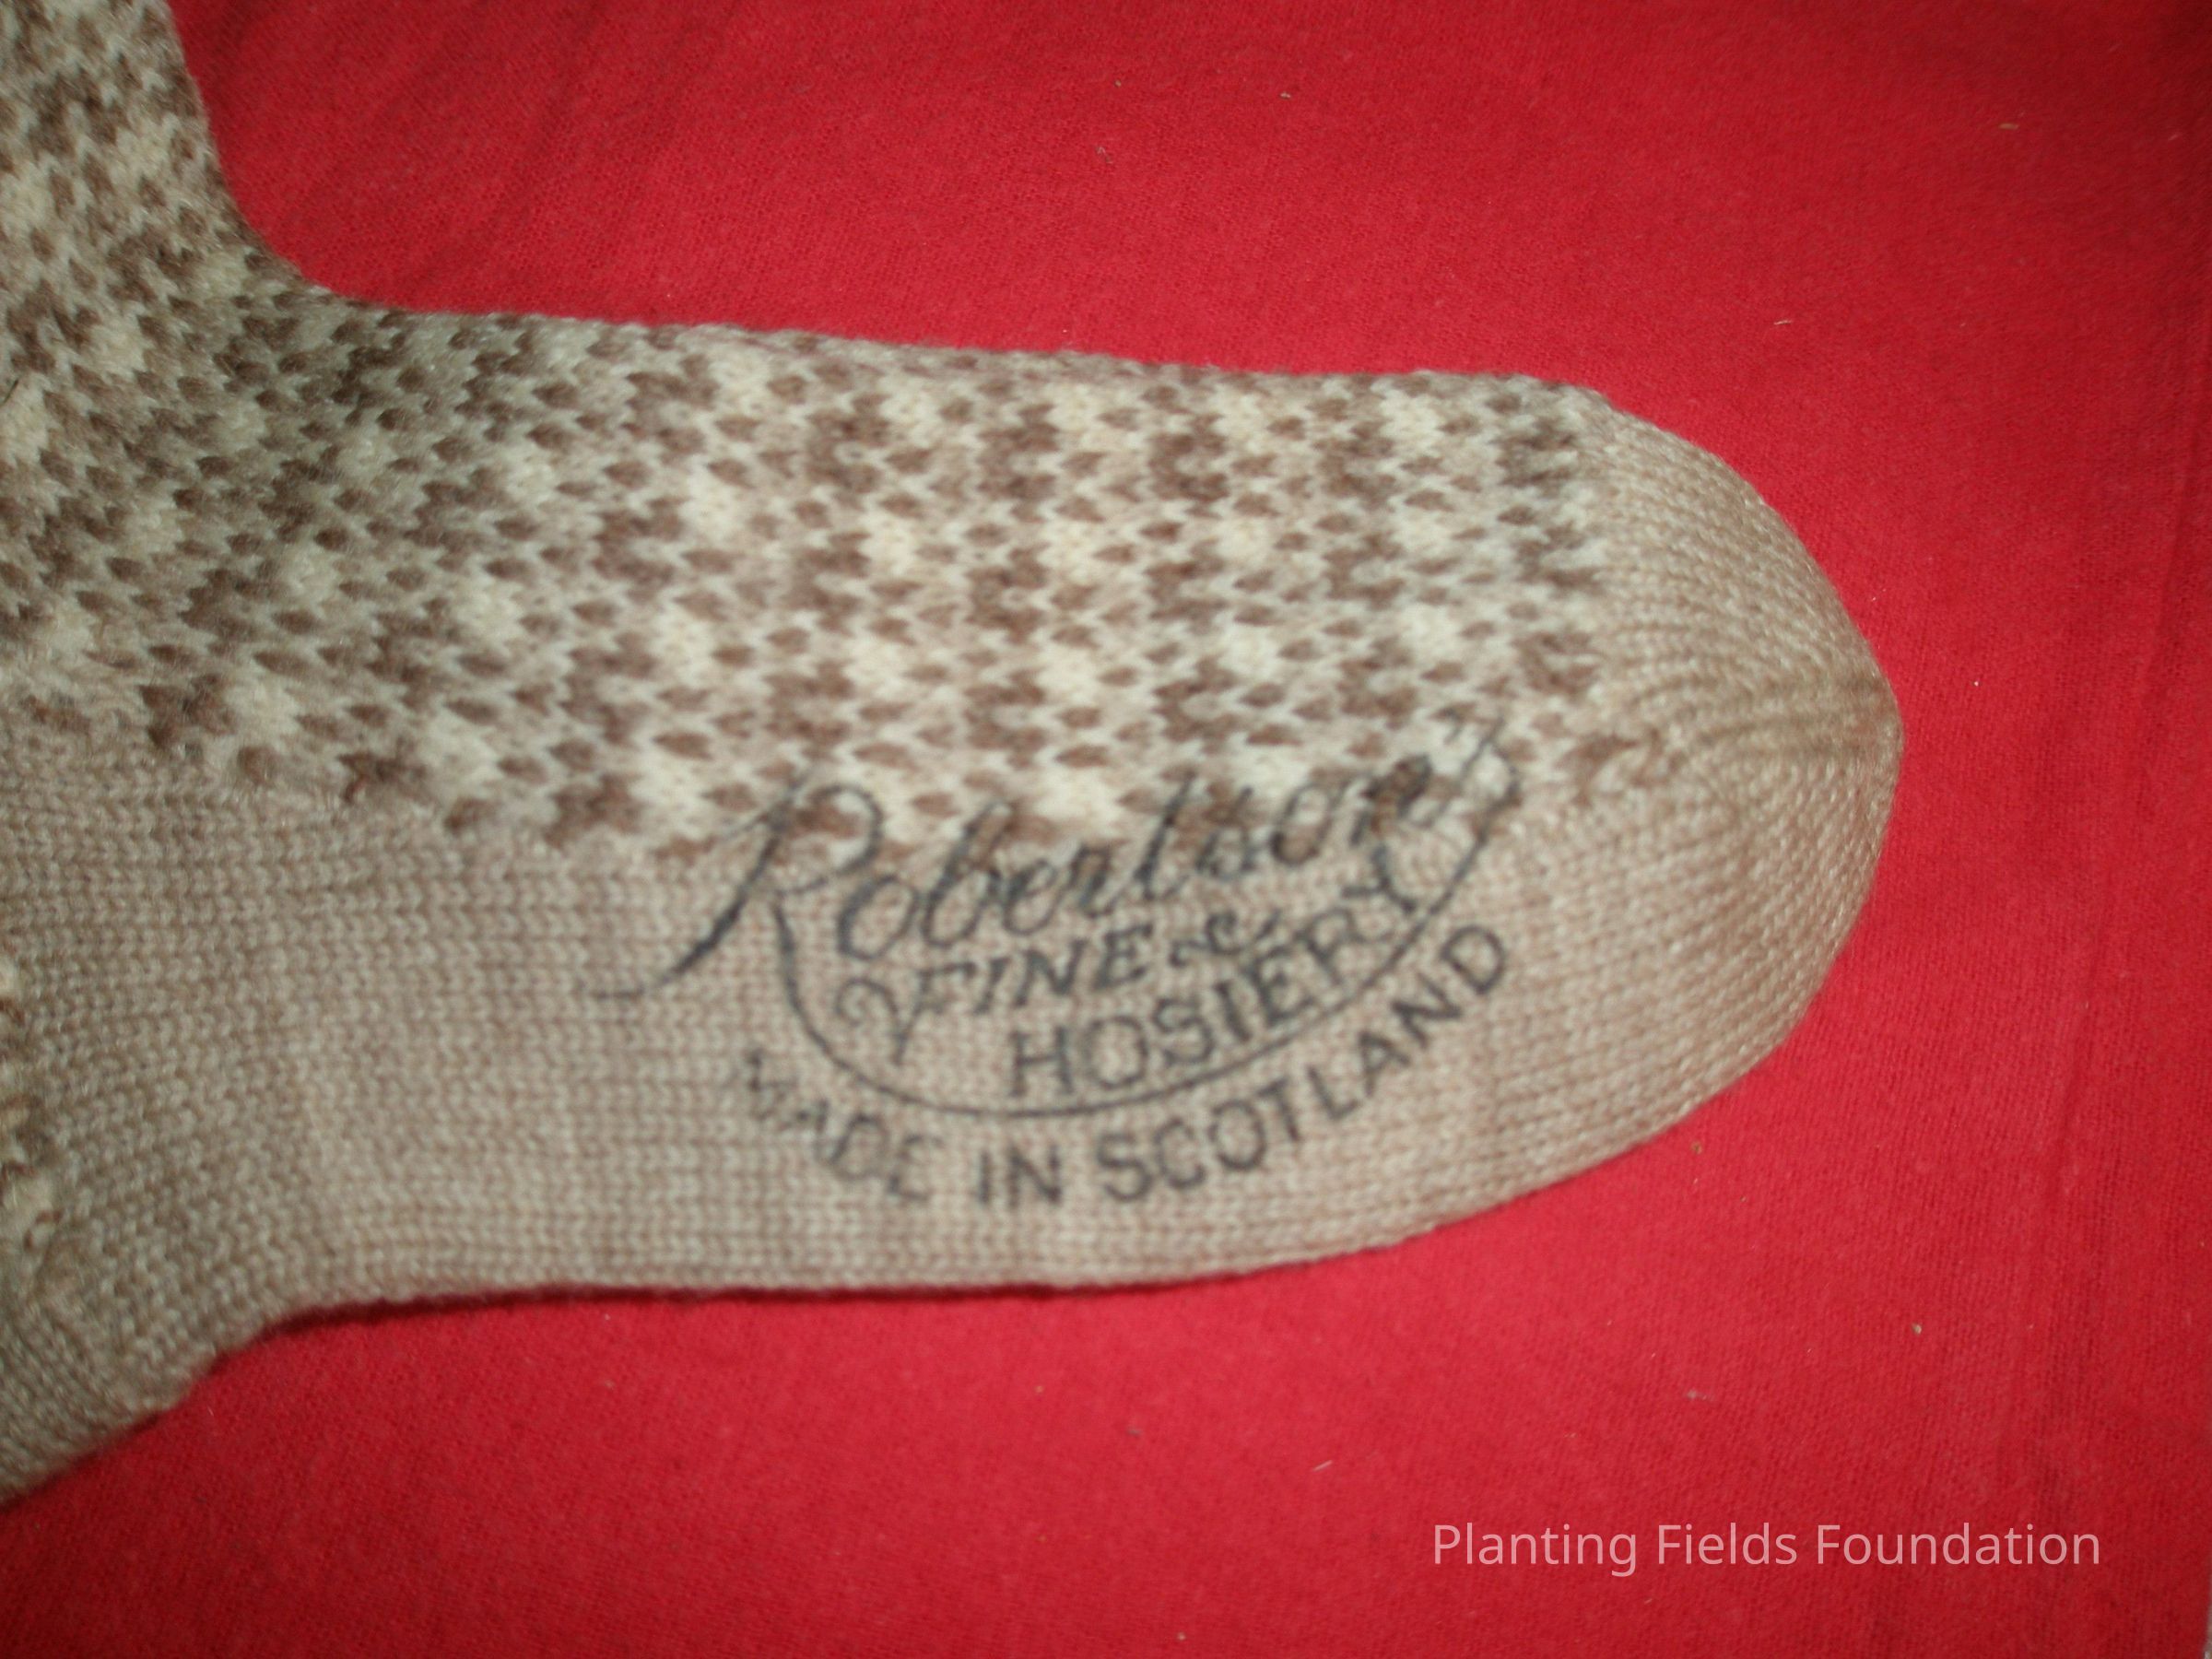 Robertson's
FINE
HOSIERY
MADE IN SCOTLAND
Planting Fields Foundation